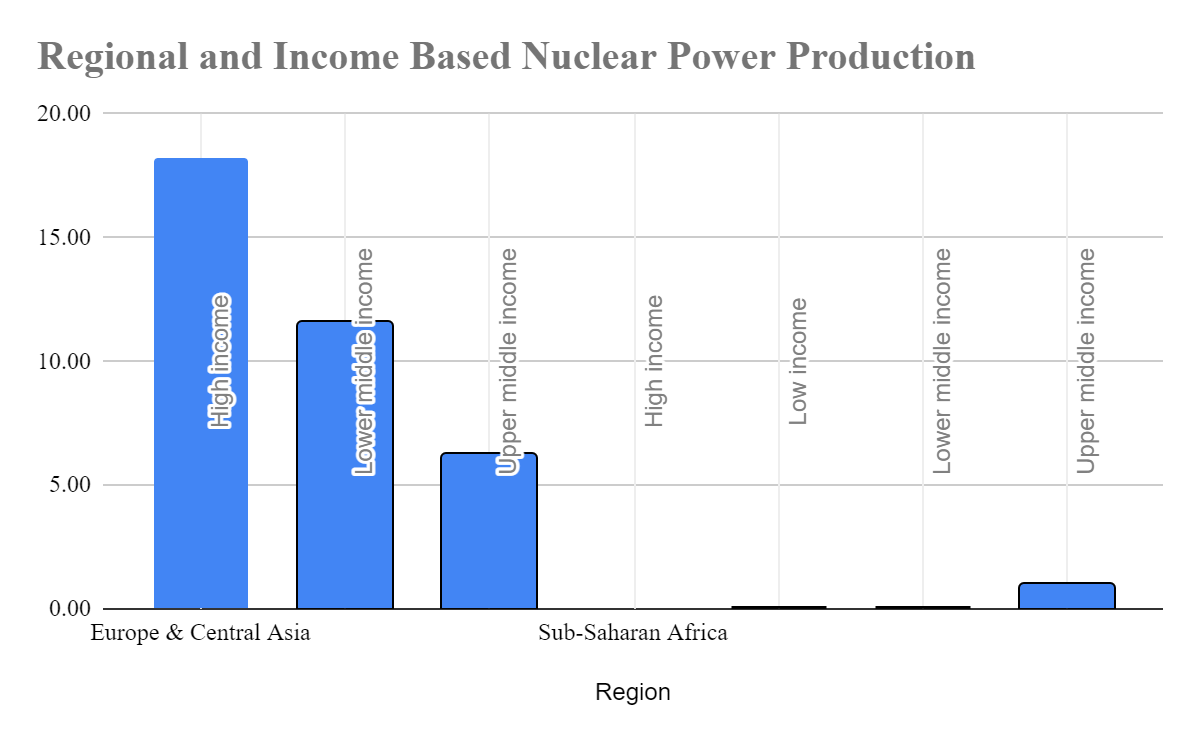 Regional and Income Based Nuclear Power Production
20.00
15.00
10.00
5.00
0.00
High income
Lower middle income
Upper middle income
High income
Low income
Lower middle income
Upper middle income
Europe & Central Asia
Sub-Saharan Africa
Region